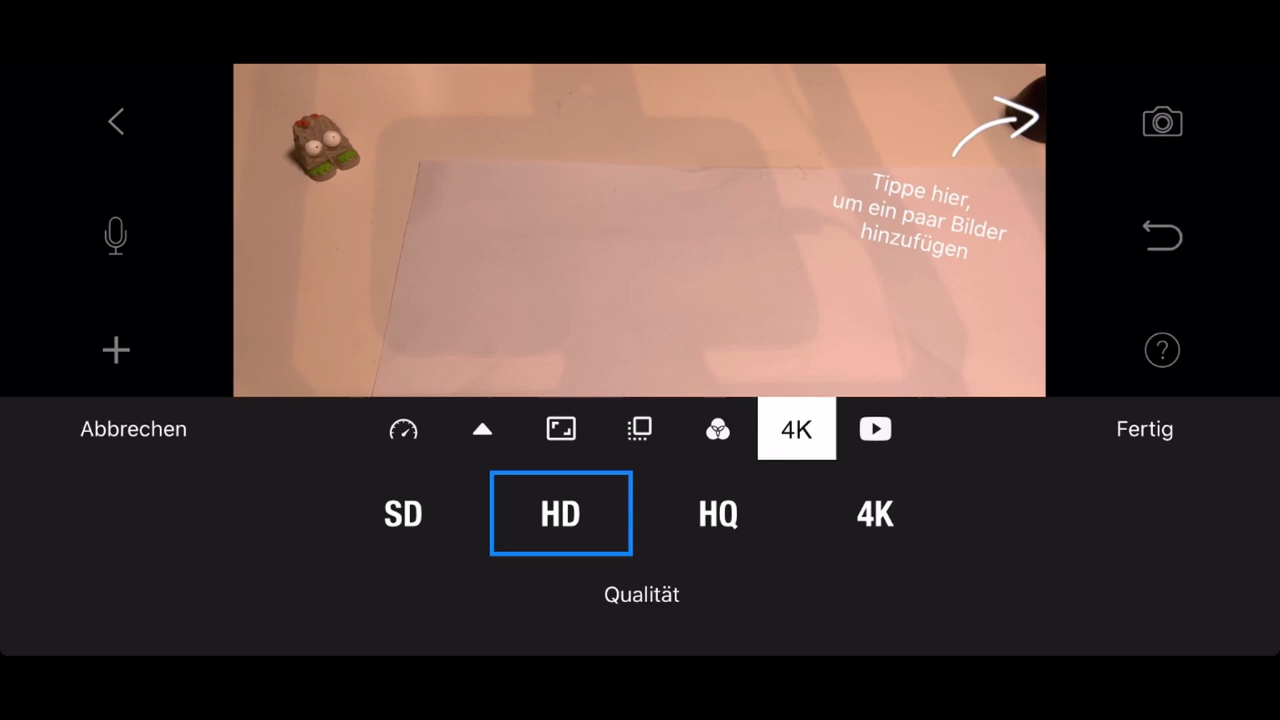 Tippe hier,
um ein paar Bilder
hinzufügen
?
Abbrechen
4K
Fertig
SD
HD
HQ
4K
Qualität